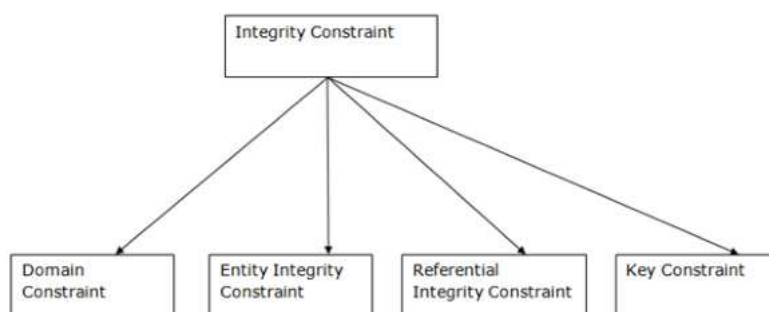 Integrity Constraint
Domain
Constraint
Entity Integrity
Constraint
Referential
Integrity Constraint
Key Constraint